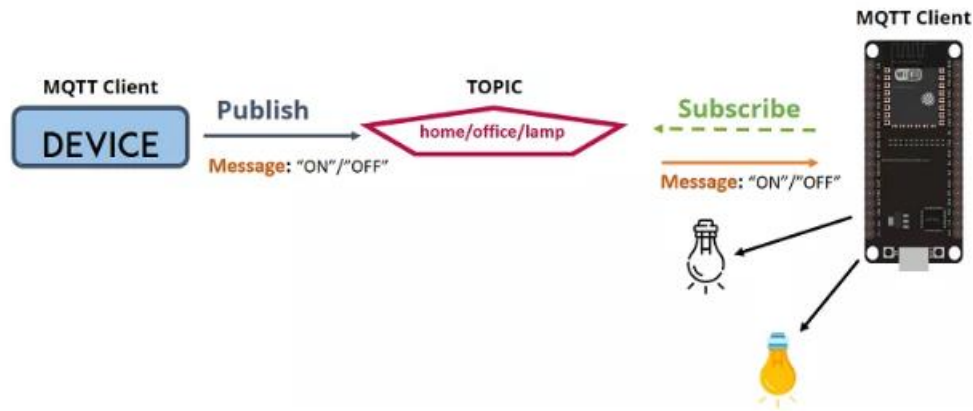 MQTT Client
MQTT Client
TOPIC
DEVICE
Publish
home/office/lamp
Subscribe
Message: "ON"/"OFF"
Message: "ON"/"OFF"